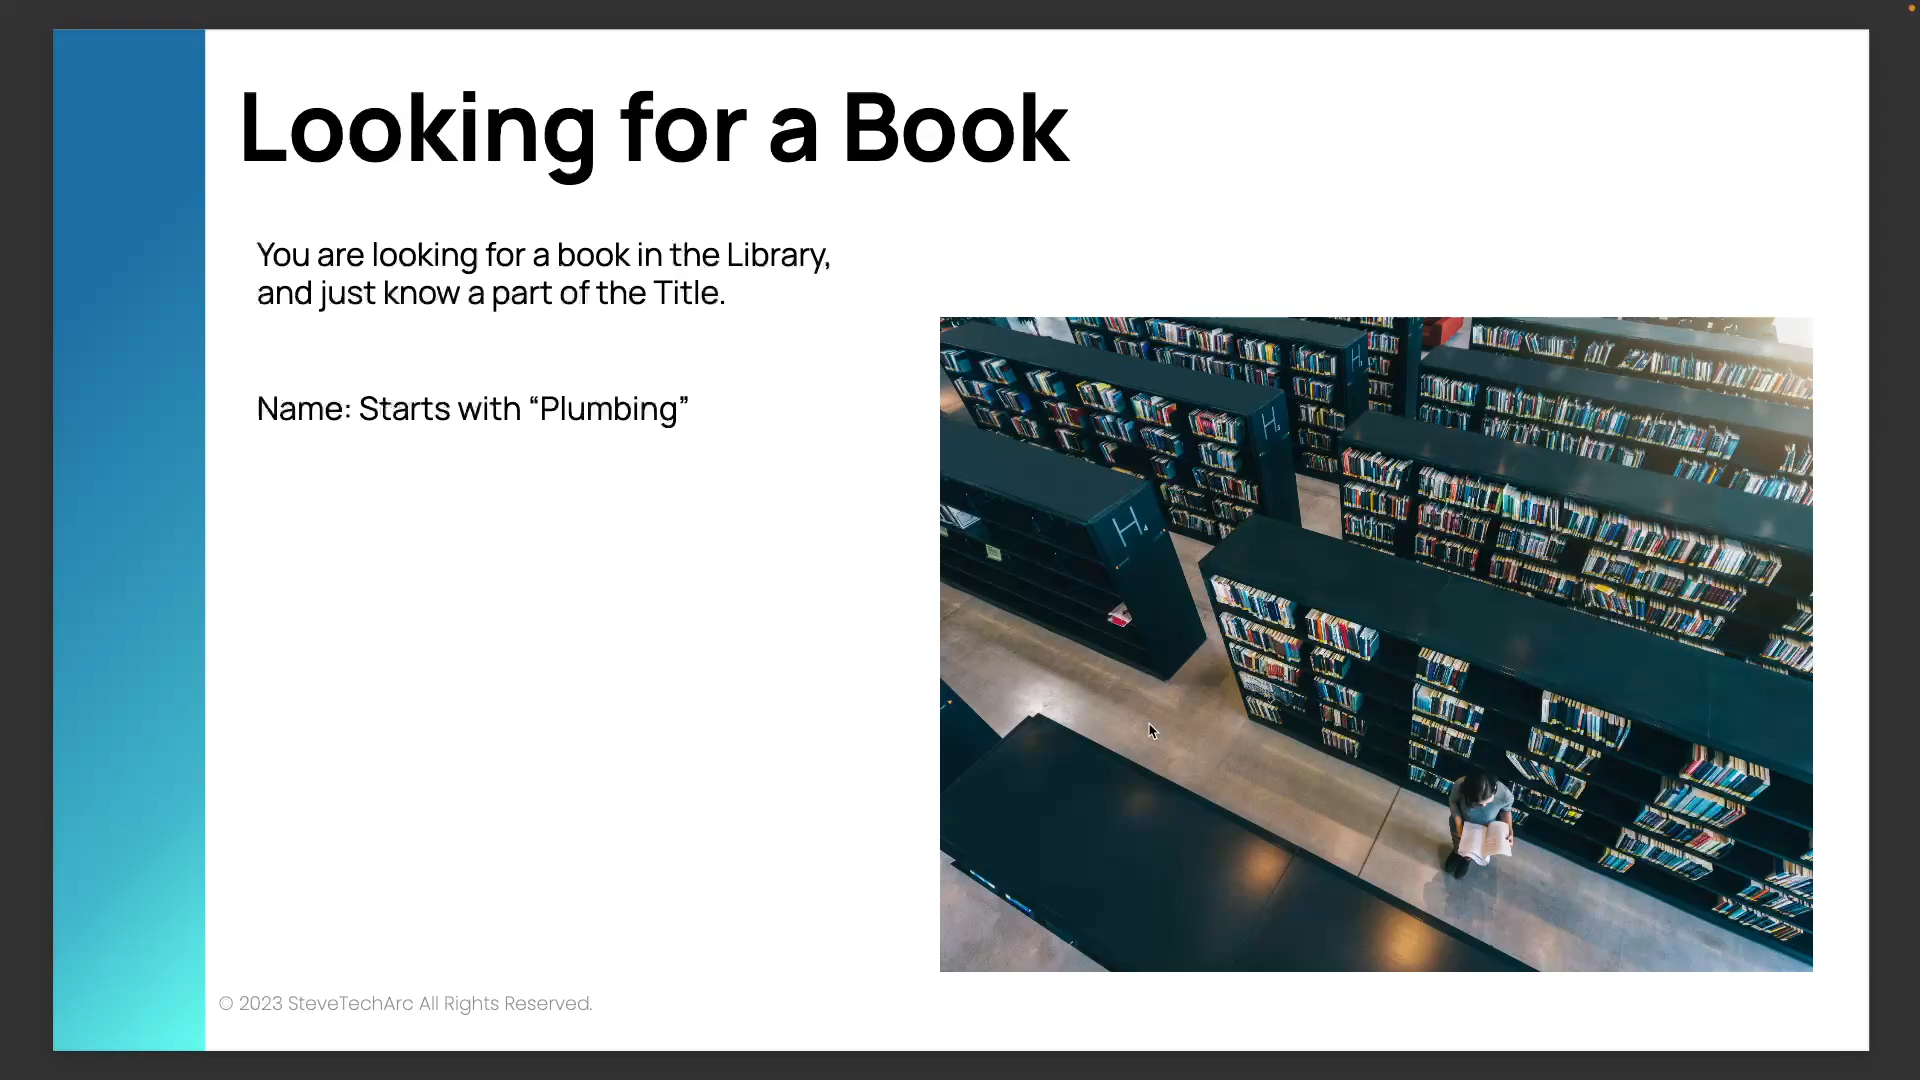 Looking for a Book
You are looking for a book in the Library,
and just know a part of the Title.
Name: Starts with “Plumbing”
H
H
H
© 2023 SteveTechArc All Rights Reserved.